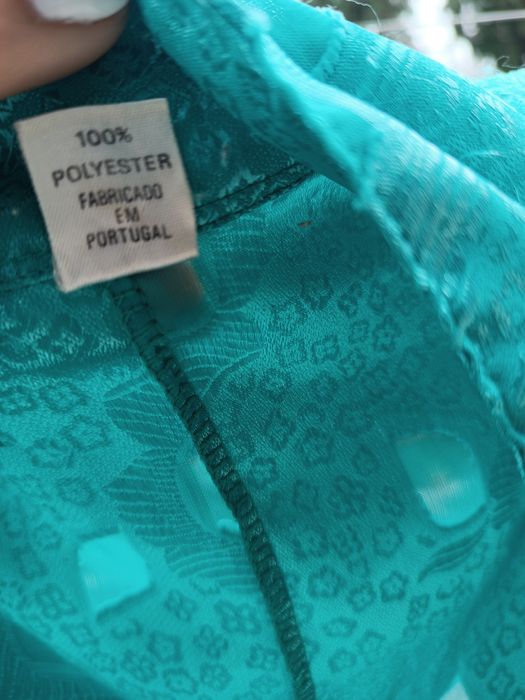 100%
POLYESTER
FABRICADO
EM
PORTUGAL